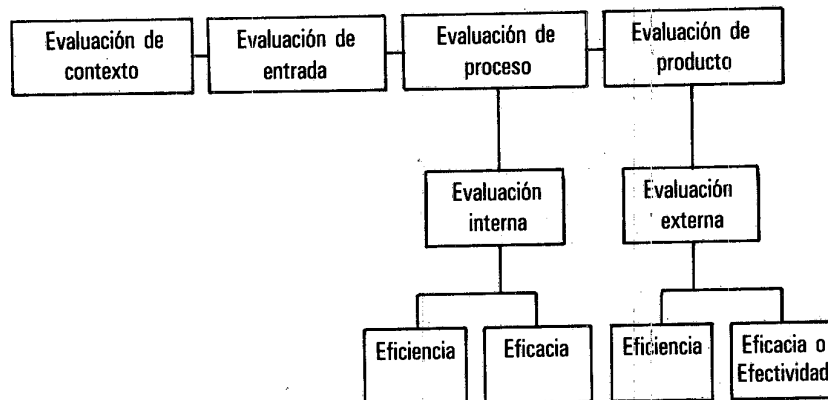 Evaluación de
contexto
Evaluación de
entrada
Evaluación de
proceso
Evaluación de
producto
Evaluación
interna
Evaluación
externa
Eficiencia
Eficacia
Eficiencia
Eficacia o
Efectividad